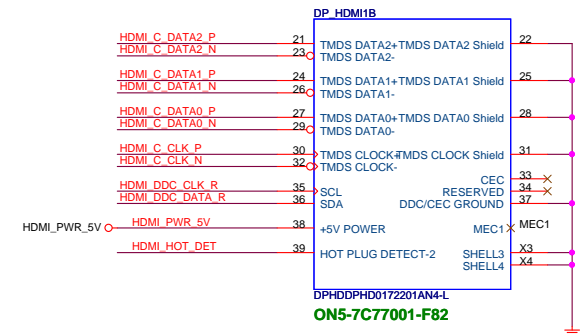 DP_HDMI1B
HDMI_C_DATA2_P 21 TMDS DATA2+ TMDS DATA2 Shield 22
HDMI_C_DATA2_N 23 TMDS DATA2-
HDMI_C_DATA1_P 24 TMDS DATA1+ TMDS DATA1 Shield 25
HDMI_C_DATA1_N 26 TMDS DATA1-
HDMI_C_DATA0_P 27 TMDS DATA0+ TMDS DATA0 Shield 28
HDMI_C_DATA0_N 29 TMDS DATA0-
HDMI_C_CLK_P 30 TMDS CLOCK+ TMDS CLOCK Shield 31
HDMI_C_CLK_N 32 TMDS CLOCK-
CEC 33
HDMI_DDC_CLK_R 35 SCL RESERVED 34
HDMI_DDC_DATA_R 36 SDA DDC/CEC GROUND 37
HDMI_PWR_5V HDMI_PWR_5V 38 +5V POWER MEC1 MEC1
HDMI_HOT_DET 39 HOT PLUG DETECT-2 SHELL3 X3
SHELL4 X4
DPHDDPHD0172201AN4-L
ON5-7C77001-F82